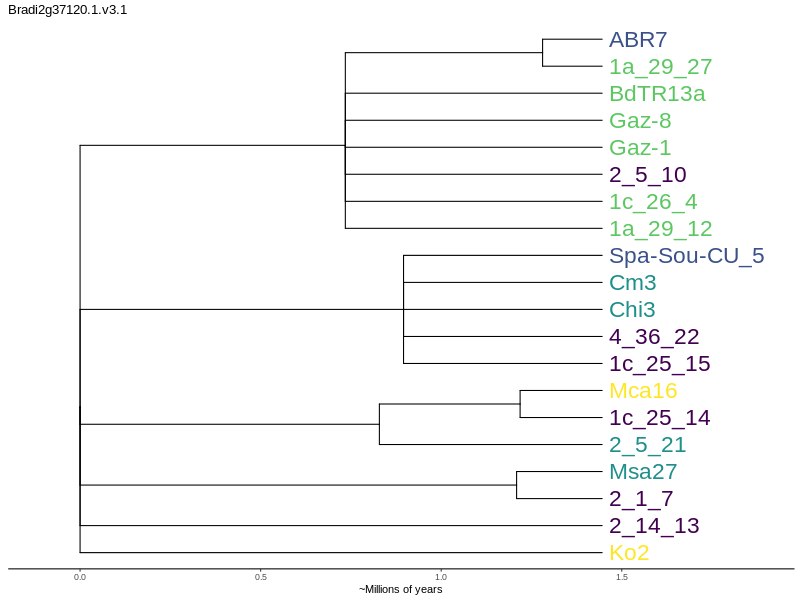 Bradi2g37120.1.v3.1
ABR7
1a_29_27
BdTR13a
Gaz-8
Gaz-1
2_5_10
1c_26_4
1a_29_12
Spa-Sou-CU_5
Cm3
Chi3
4_36_22
1c_25_15
Mca16
1c_25_14
2_5_21
Msa27
2_1_7
2_14_13
Ko2
0.0 0.5 1.0 1.5
~Millions of years